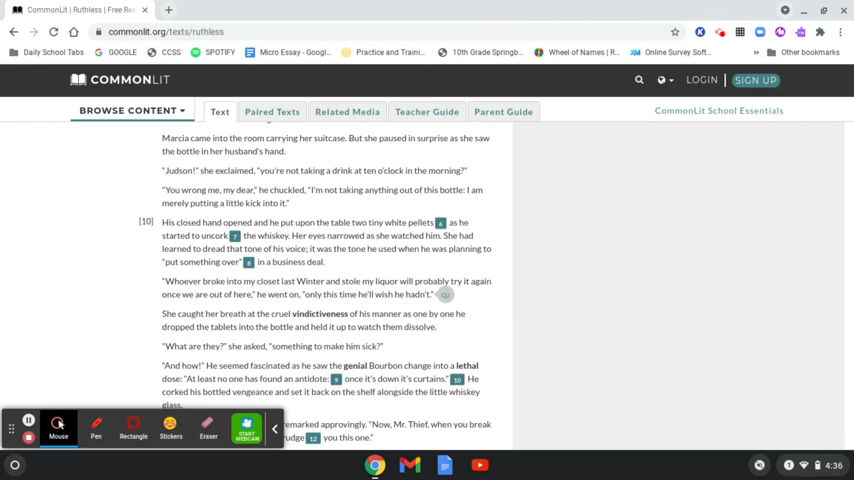 CommonLit | Ruthless | Free Rea
commonlit.org/texts/ruthless
Daily School Tabs GOOGLE CCSS SPOTIFY Micro Essay - Googl... Practice and Traini... 10th Grade Springb... Wheel of Names | R... Online Survey Soft... Other bookmarks
COMMONLIT LOGIN SIGN UP
BROWSE CONTENT Text Paired Texts Related Media Teacher Guide Parent Guide CommonLit School Essentials
Marcia came into the room carrying her suitcase. But she paused in surprise as she saw
the bottle in her husband's hand.
"Judson!" she exclaimed, "you're not taking a drink at ten o'clock in the morning?"
"You wrong me, my dear," he chuckled, "I'm not taking anything out of this bottle: I am
merely putting a little kick into it."
[10] His closed hand opened and he put upon the table two tiny white pellets 6 as he
started to uncork 7 the whiskey. Her eyes narrowed as she watched him. She had
learned to dread that tone of his voice; it was the tone he used when he was planning to
"put something over" 8 in a business deal.
"Whoever broke into my closet last Winter and stole my liquor will probably try it again
once we are out of here," he went on, "only this time he'll wish he hadn't." Q2
She caught her breath at the cruel vindictiveness of his manner as one by one he
dropped the tablets into the bottle and held it up to watch them dissolve.
"What are they?" she asked, "something to make him sick?"
"And how!" He seemed fascinated as he saw the genial Bourbon change into a lethal
dose: "At least no one has found an antidote: 9 once it's down it's curtains." 10 He
corked his bottled vengeance and set it back on the shelf alongside the little whiskey
glass.
remarked approvingly. "Now, Mr. Thief, when you break
12 you this one."
Mouse Pen Rectangle Stickers Eraser START WEBCAM
1 4:36